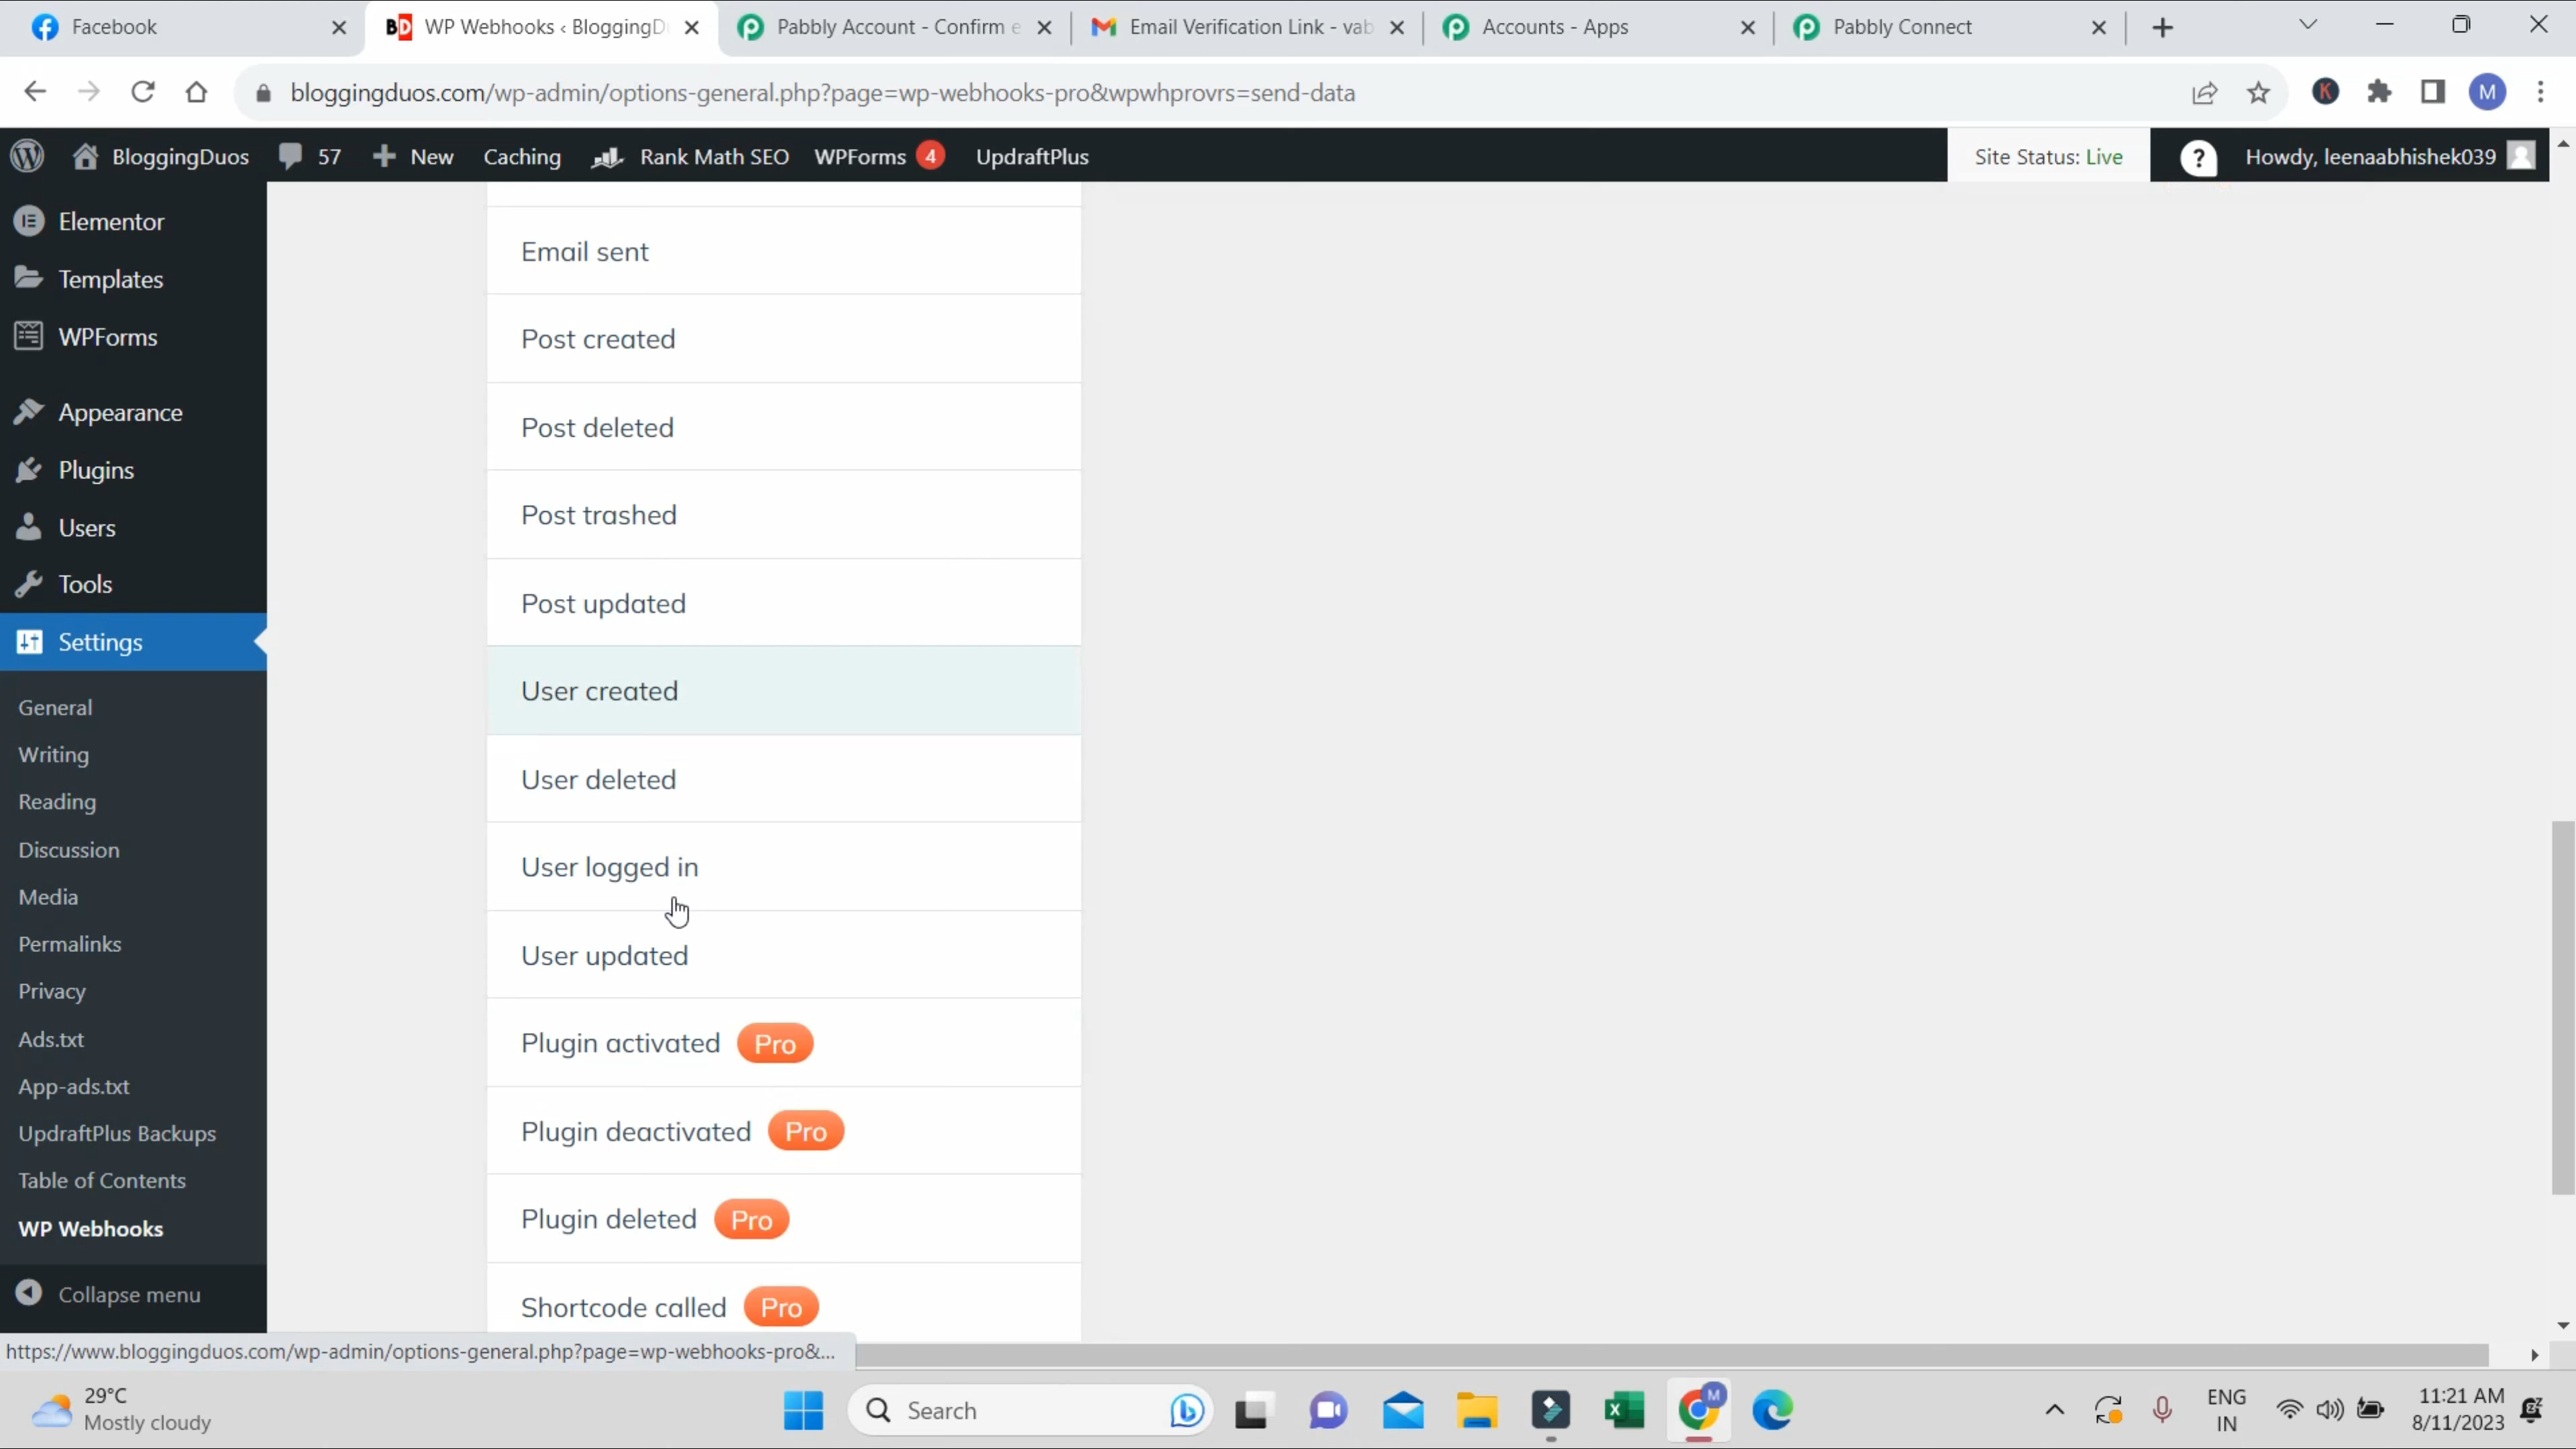 Facebook
WP Webhooks ‹ BloggingD
Pabbly Account - Confirm e
Email Verification Link - vab
Accounts - Apps
Pabbly Connect
bloggingduos.com/wp-admin/options-general.php?page=wp-webhooks-pro&wpwhprovrs=send-data
K
M
BloggingDuos
57
New
Caching
Rank Math SEO
WPForms 4
UpdraftPlus
Site Status: Live
?
Howdy, leenaabhishek039
Elementor
Templates
WPForms
Appearance
Plugins
Users
Tools
Settings
General
Writing
Reading
Discussion
Media
Permalinks
Privacy
Ads.txt
App-ads.txt
UpdraftPlus Backups
Table of Contents
WP Webhooks
Collapse menu
Email sent
Post created
Post deleted
Post trashed
Post updated
User created
User deleted
User logged in
User updated
Plugin activated Pro
Plugin deactivated Pro
Plugin deleted Pro
Shortcode called Pro
https://www.bloggingduos.com/wp-admin/options-general.php?page=wp-webhooks-pro&...
29°C
Mostly cloudy
Search
M
ENG
IN
11:21 AM
8/11/2023